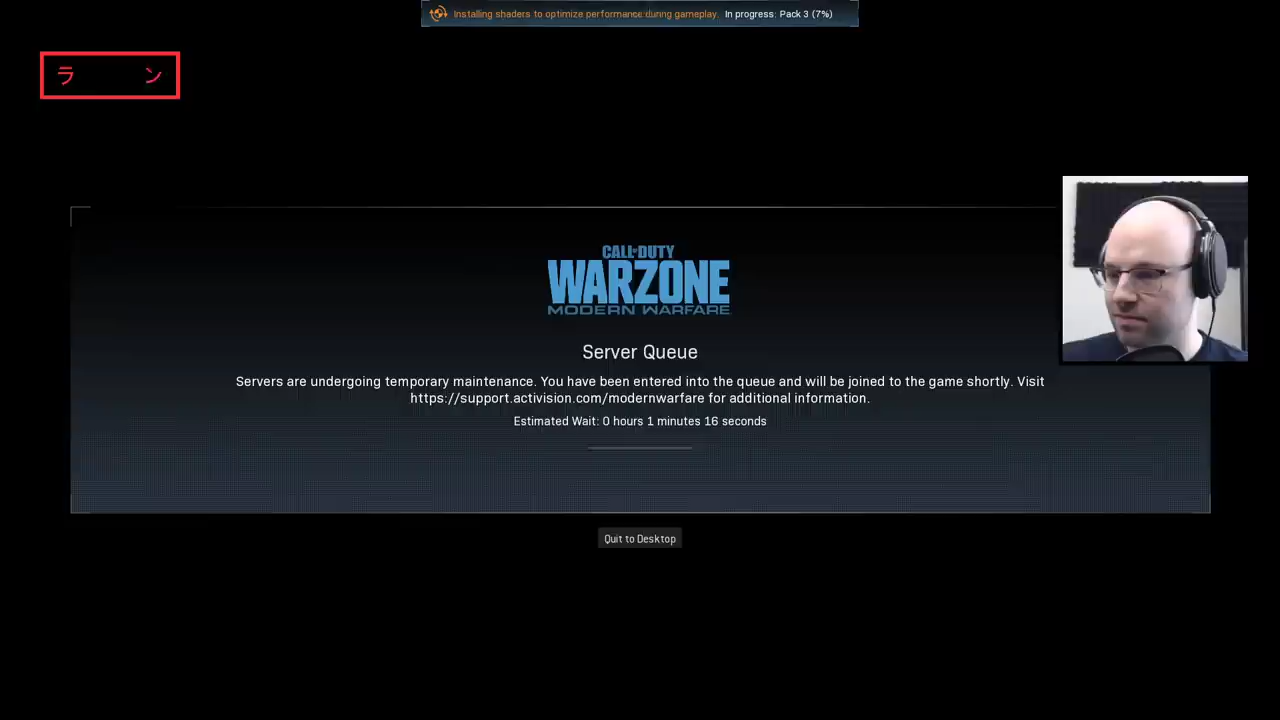 Installing shaders to optimize performance during gameplay. In progress: Pack 3 (7%)
ラ ン
CALL OF DUTY
WARZONE
MODERN WARFARE
Server Queue
Servers are undergoing temporary maintenance. You have been entered into the queue and will be joined to the game shortly. Visit
https://support.activision.com/modernwarfare for additional information.
Estimated Wait: 0 hours 1 minutes 16 seconds
Quit to Desktop